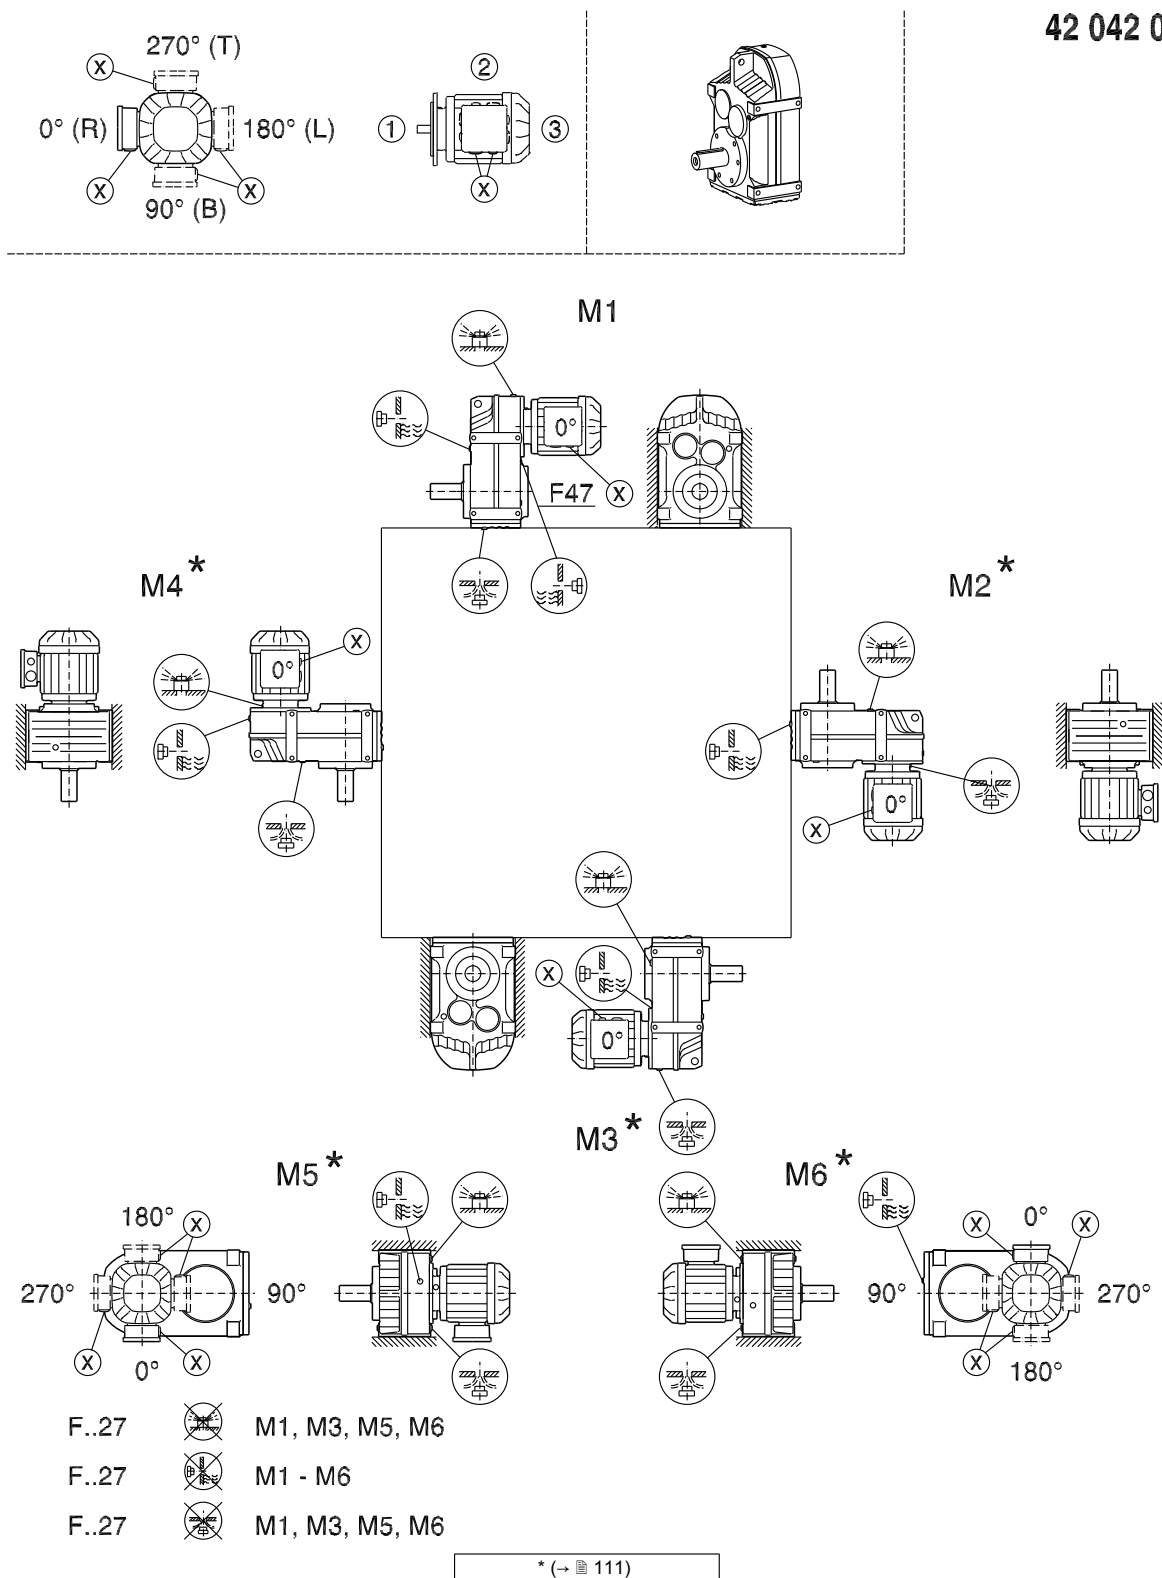 42 042 0
270° (T)
X
0° (R)
180° (L)
X
X
90° (B)
2
1
3
X
M1
0°
F47
X
M4*
M2*
X
0°
0°
X
X
0°
M3*
M5*
M6*
180°
X
270°
90°
X
0°
X
X
0°
X
90°
270°
X
180°
F..27 M1, M3, M5, M6
F..27 M1 - M6
F..27 M1, M3, M5, M6
* (→ 111)